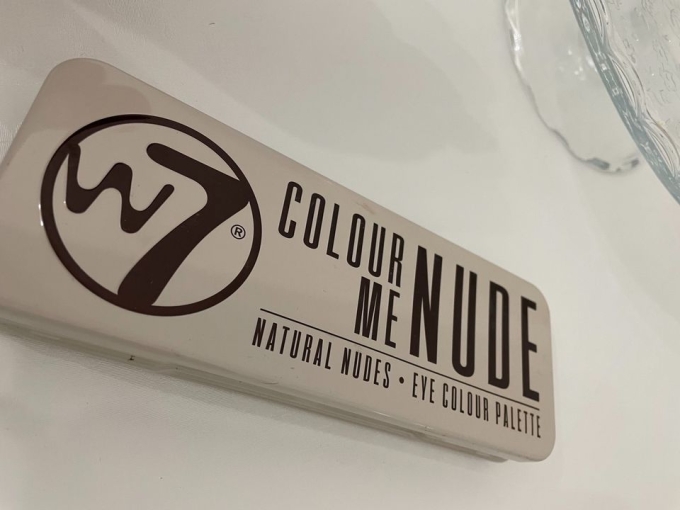 W7®
COLOUR
ME NUDE
NATURAL NUDES • EYE COLOUR PALETTE